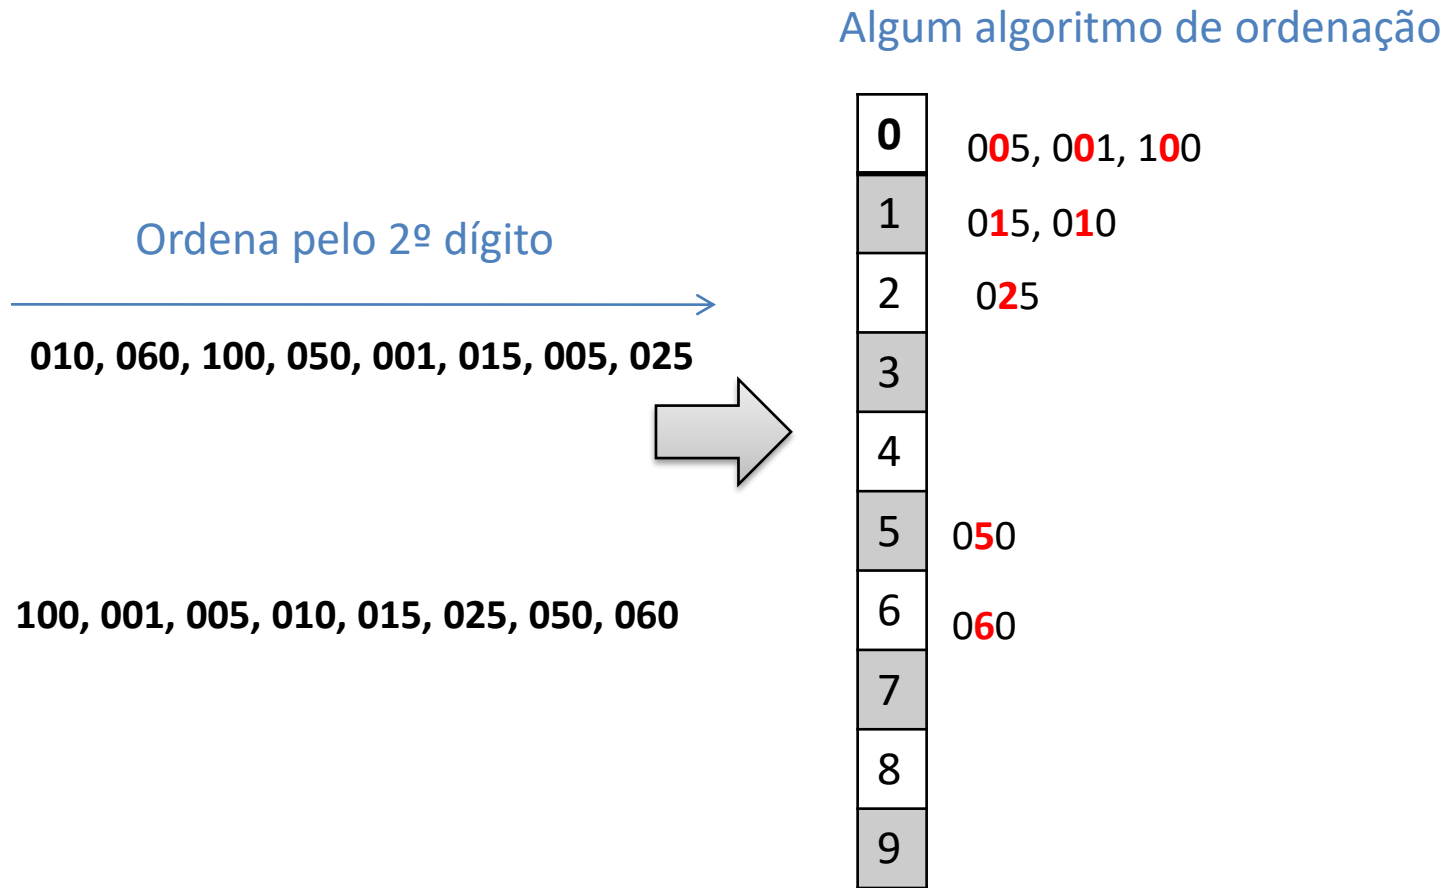 Algum algoritmo de ordenação
Ordena pelo 2º dígito
010, 060, 100, 050, 001, 015, 005, 025
100, 001, 005, 010, 015, 025, 050, 060
0 005, 001, 100
1 015, 010
2 025
3
4
5 050
6 060
7
8
9